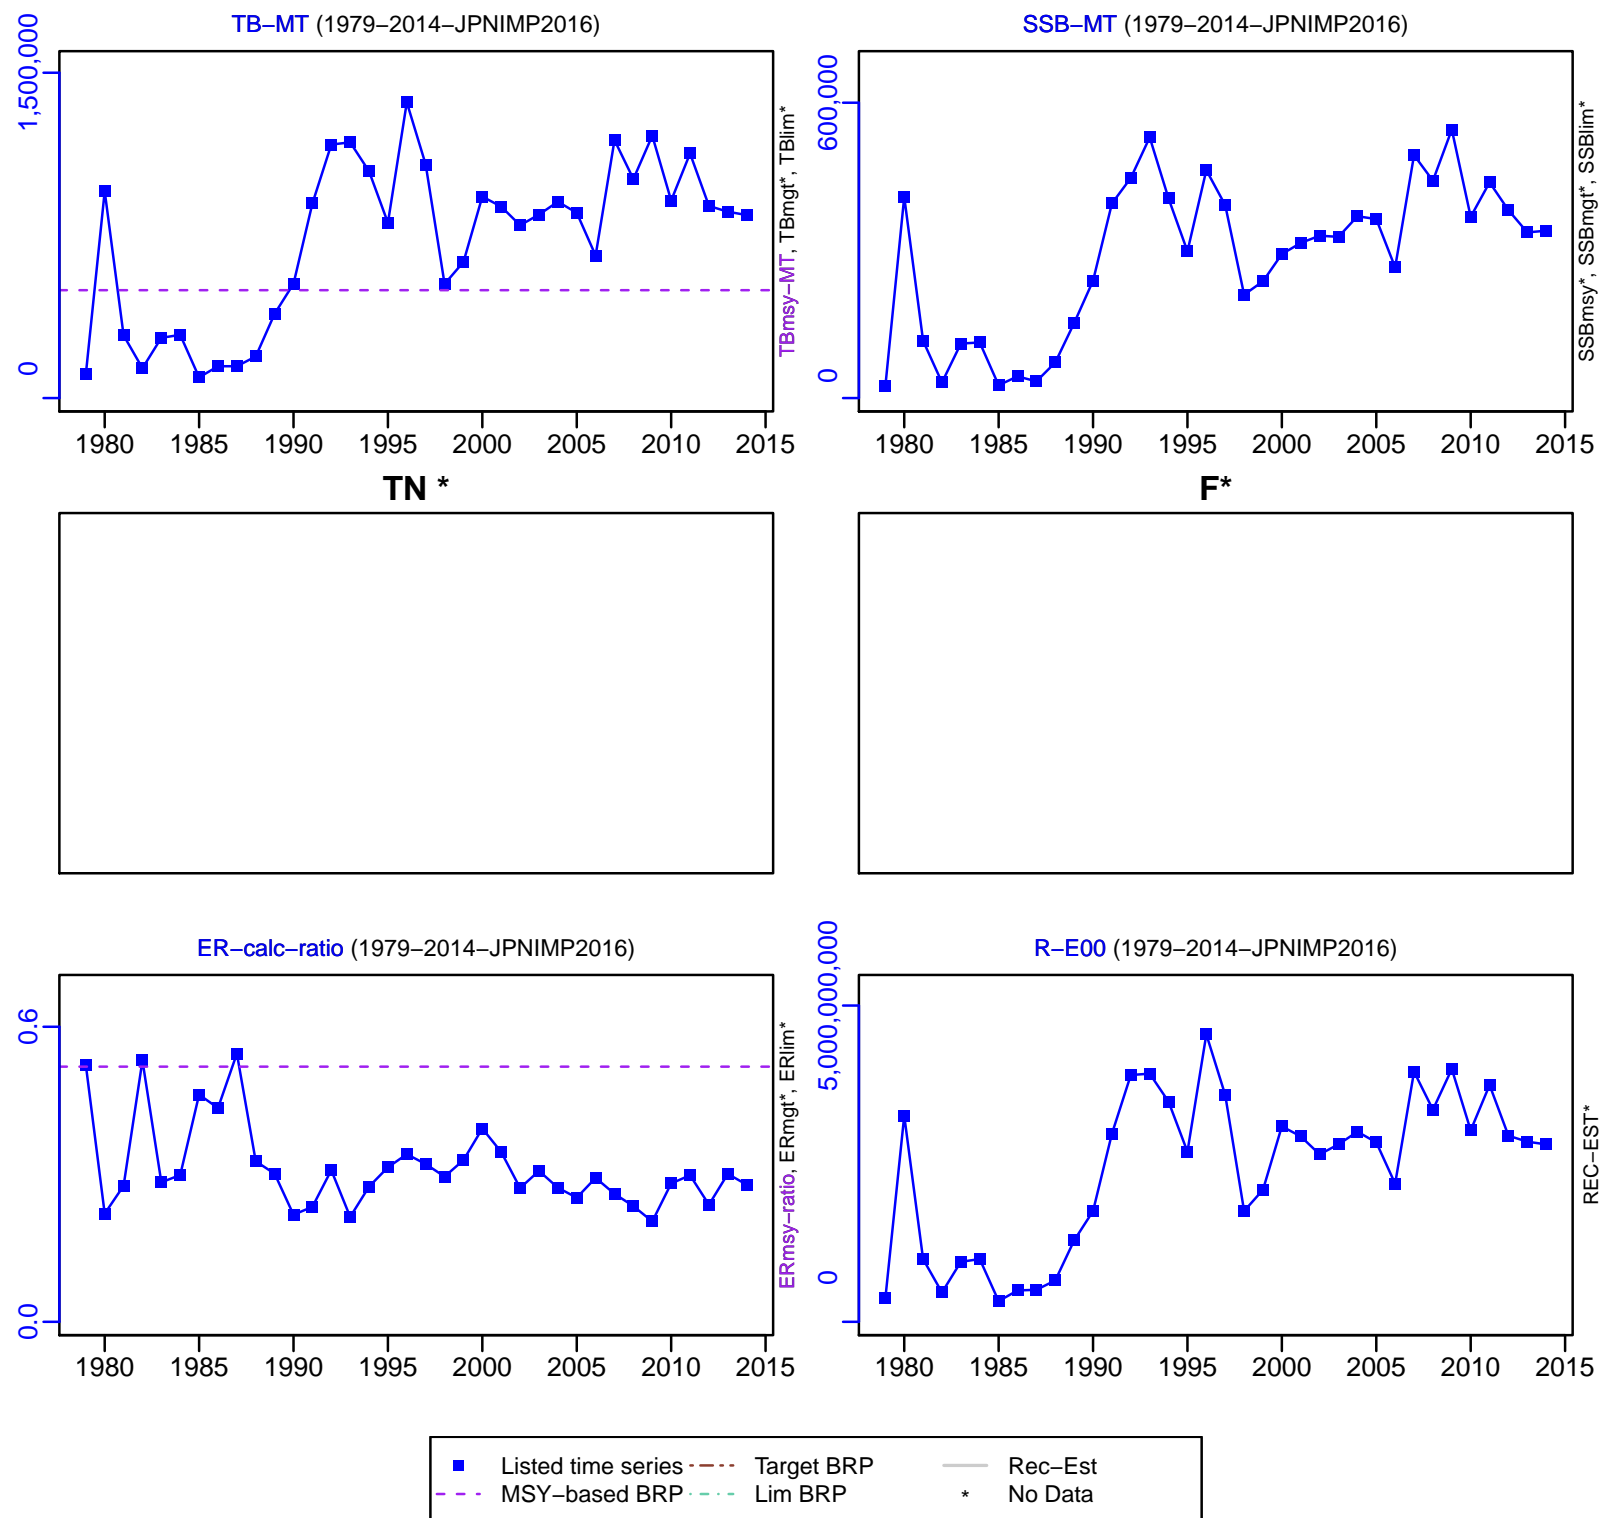 TB−MT (1979−2014−JPNIMP2016)
1,500,000
0
TBmsy−MT, TBmgt*, TBlim*
1980 1985 1990 1995 2000 2005 2010 2015
SSB−MT (1979−2014−JPNIMP2016)
600,000
0
SSBmsy*, SSBmgt*, SSBlim*
1980 1985 1990 1995 2000 2005 2010 2015
TN *
F*
ER−calc−ratio (1979−2014−JPNIMP2016)
0.6
0.0
ERmsy−ratio, ERmgt*, ERlim*
1980 1985 1990 1995 2000 2005 2010 2015
R−E00 (1979−2014−JPNIMP2016)
5,000,000,000
0
REC−EST*
1980 1985 1990 1995 2000 2005 2010 2015
Listed time series Target BRP Rec−Est
MSY−based BRP Lim BRP * No Data